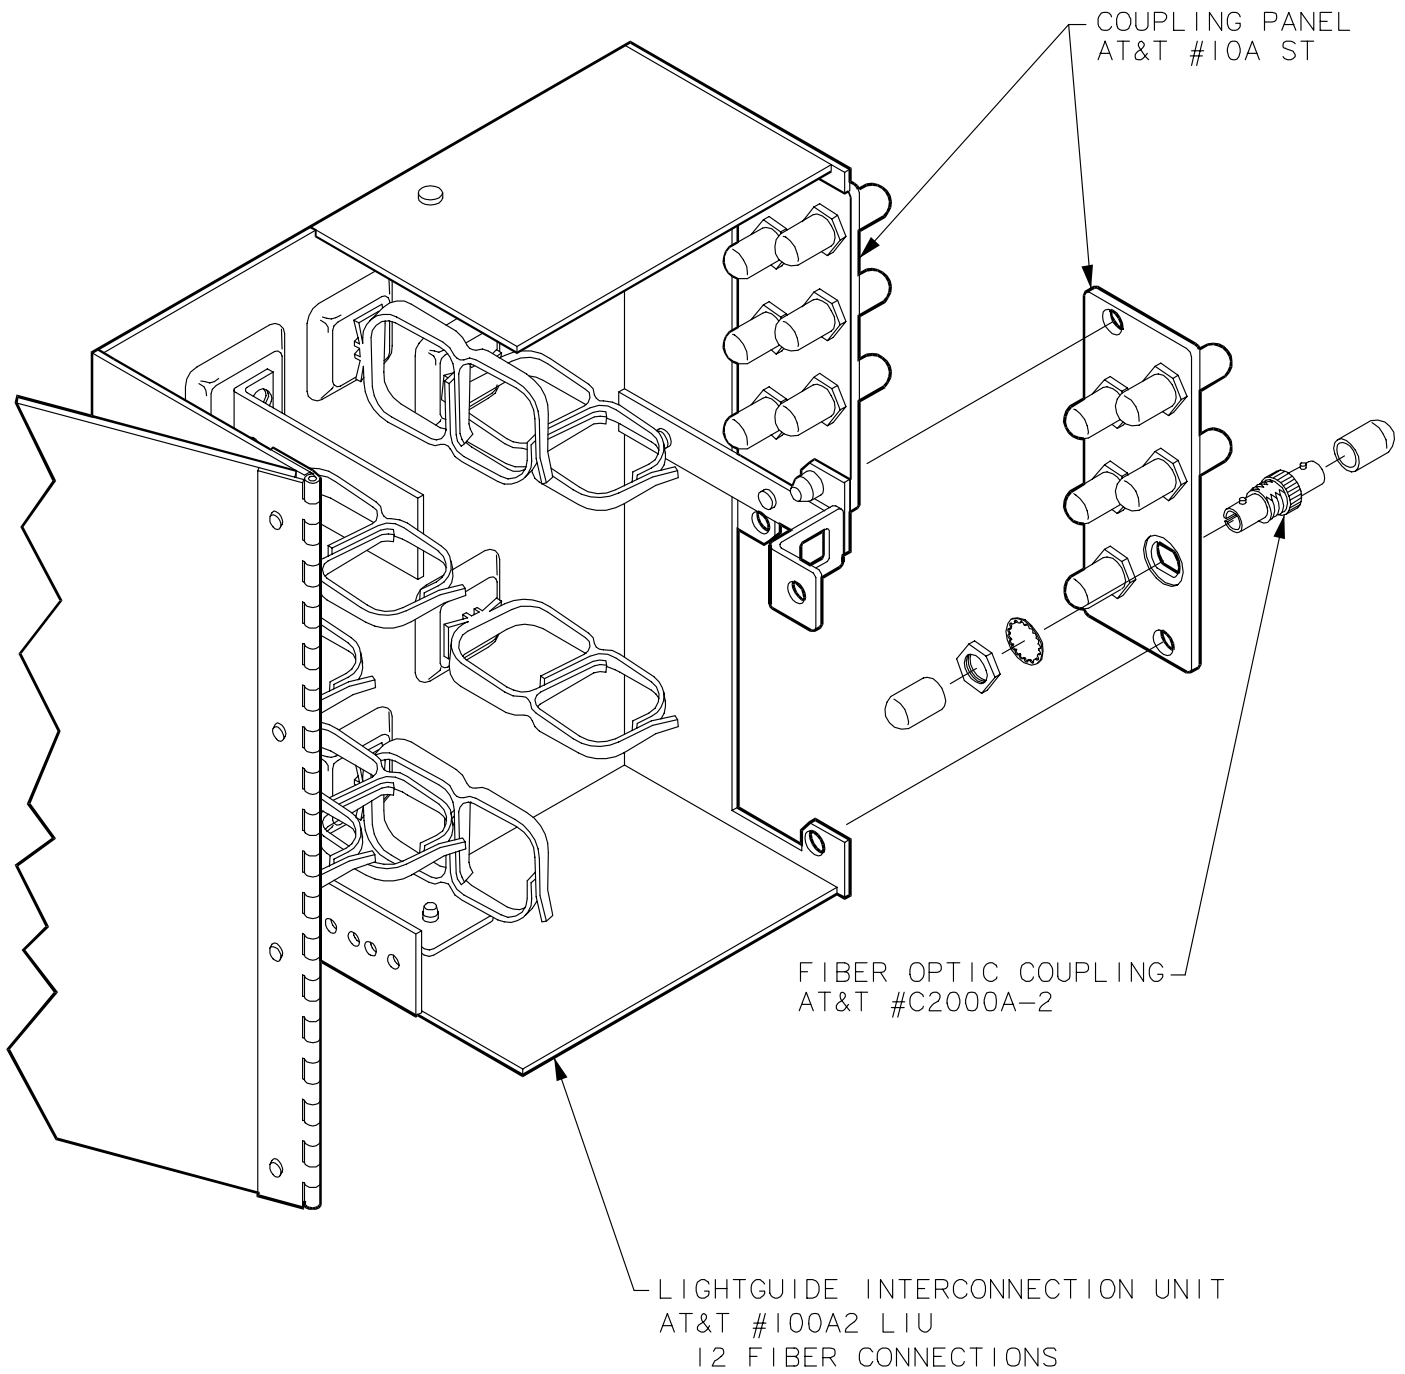 COUPLING PANEL
AT&T #10A ST
FIBER OPTIC COUPLING
AT&T #C2000A-2
LIGHTGUIDE INTERCONNECTION UNIT
AT&T #100A2 LIU
12 FIBER CONNECTIONS